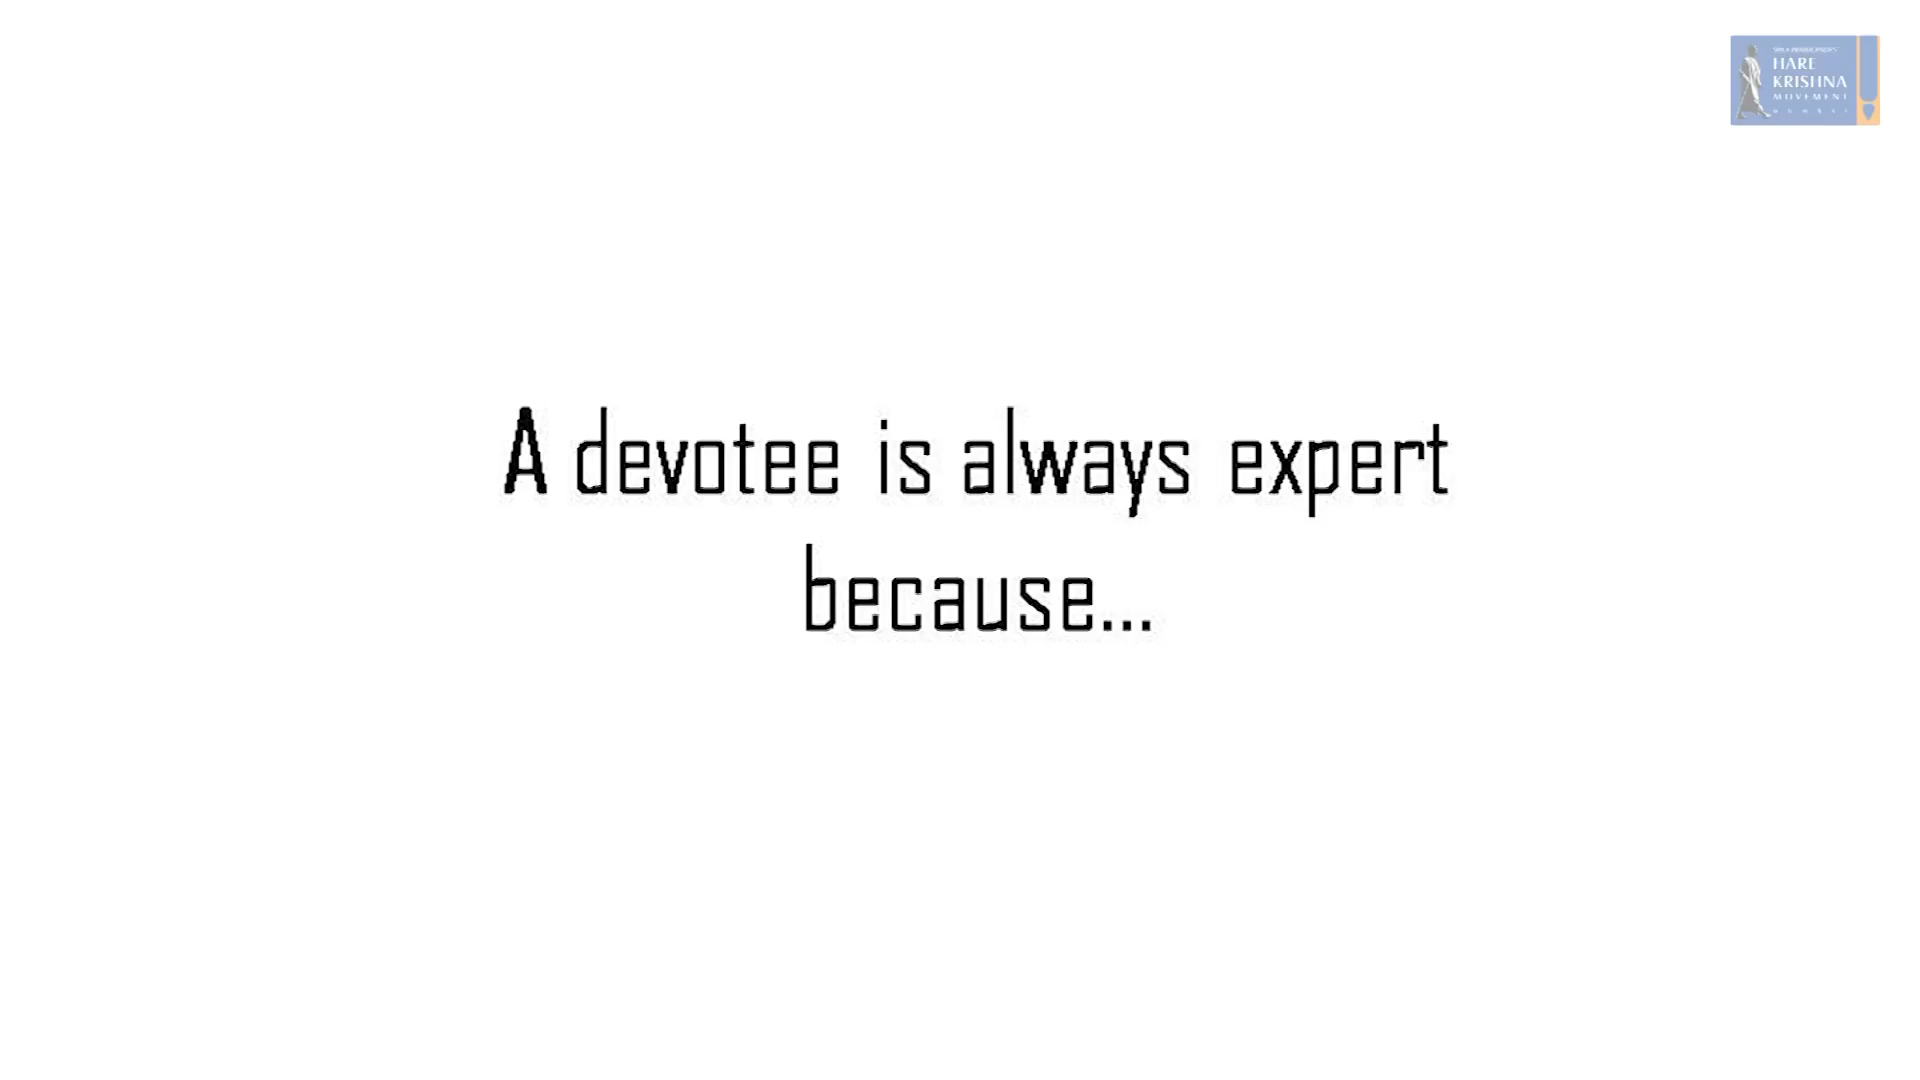 HARE
KRISHNA
MOVEMENT
A devotee is always expert
because...